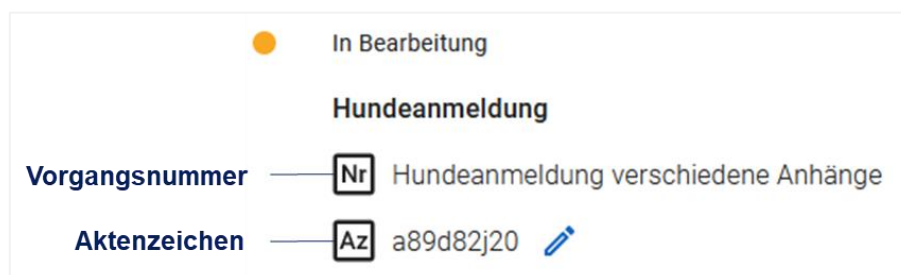 In Bearbeitung
Hundeanmeldung
Vorgangsnummer Nr Hundeanmeldung verschiedene Anhänge
Aktenzeichen Az a89d82j20